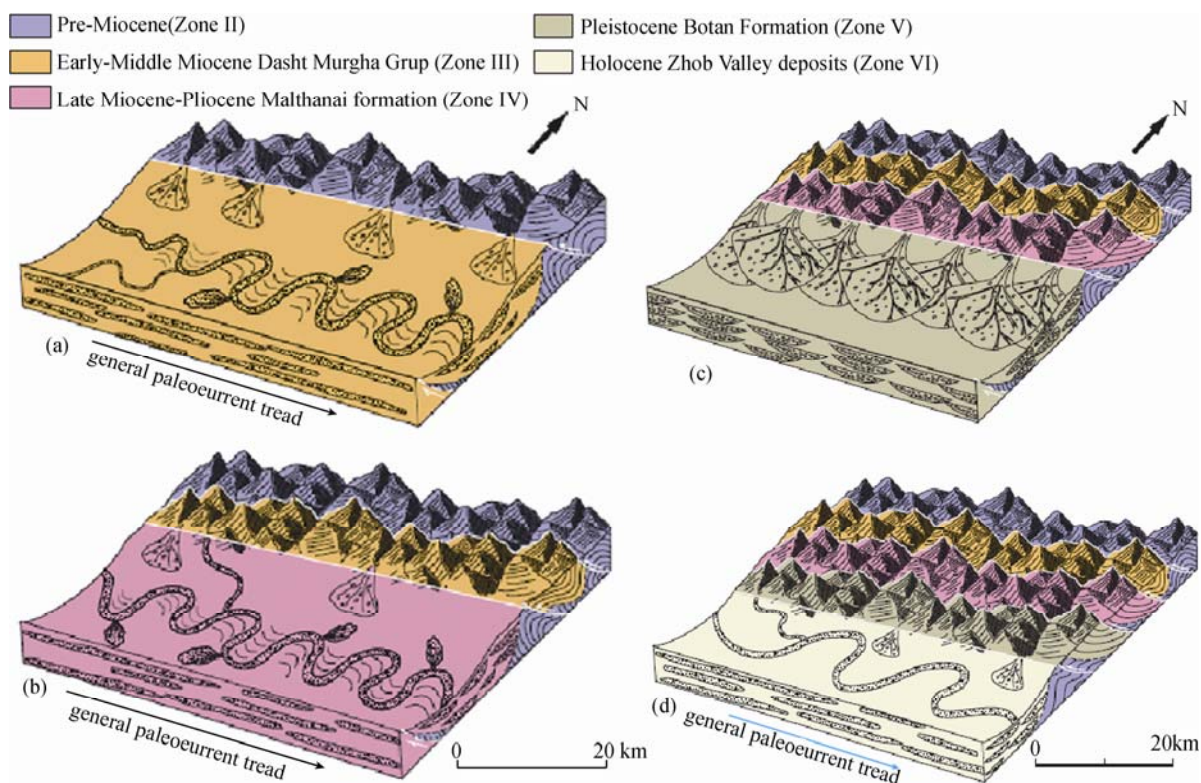 Pre-Miocene(Zone II)
Early-Middle Miocene Dasht Murgha Grup (Zone III)
Late Miocene-Pliocene Malthanai formation (Zone IV)
Pleistocene Botan Formation (Zone V)
Holocene Zhob Valley deposits (Zone VI)
N
(a)
general paleoeurrent tread
N
(c)
(b)
general paleoeurrent tread
0 20 km
(d)
general paleoeurrent tread
0 20km